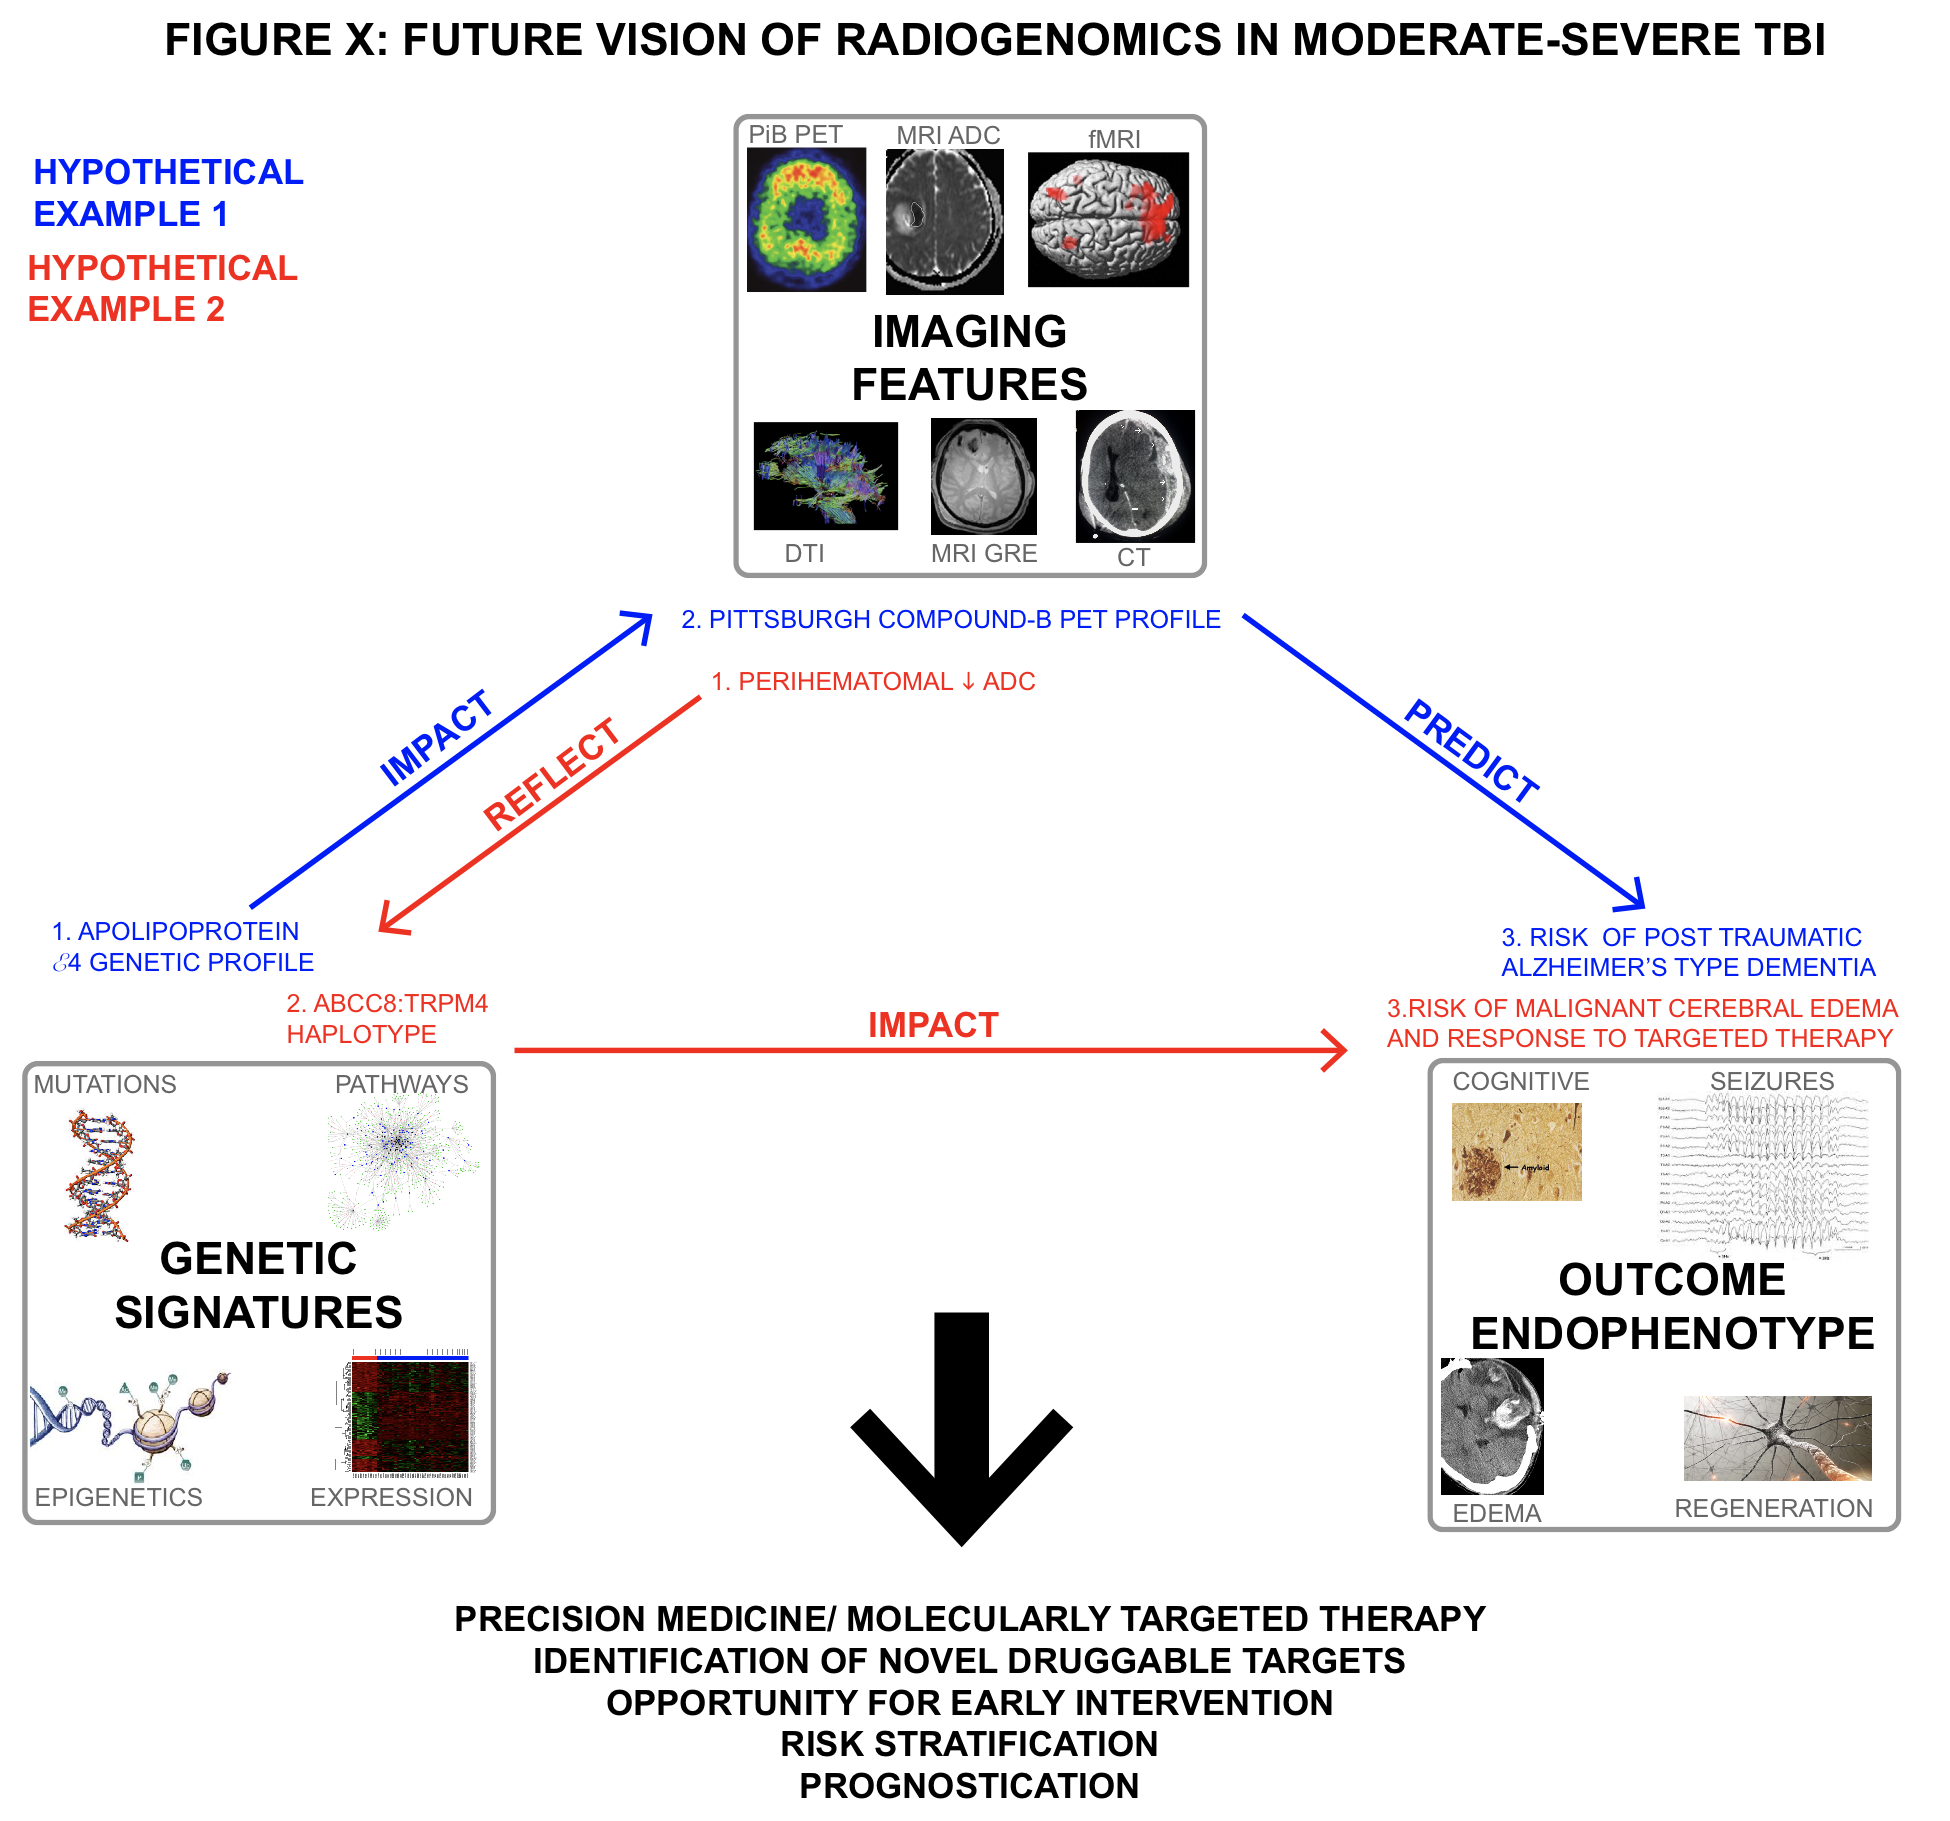 FIGURE X: FUTURE VISION OF RADIOGENOMICS IN MODERATE-SEVERE TBI
HYPOTHETICAL
EXAMPLE 1
HYPOTHETICAL
EXAMPLE 2
PiB PET
MRI ADC
fMRI
IMAGING
FEATURES
DTI
MRI GRE
CT
2. PITTSBURGH COMPOUND-B PET PROFILE
1. PERIHEMATOMAL ↓ ADC
IMPACT
REFLECT
PREDICT
1. APOLIPOPROTEIN
ℰ4 GENETIC PROFILE
2. ABCC8:TRPM4
HAPLOTYPE
IMPACT
3. RISK  OF POST TRAUMATIC
ALZHEIMER'S TYPE DEMENTIA
3.RISK OF MALIGNANT CEREBRAL EDEMA
AND RESPONSE TO TARGETED THERAPY
MUTATIONS
PATHWAYS
GENETIC
SIGNATURES
EPIGENETICS
EXPRESSION
COGNITIVE
SEIZURES
Amyloid
OUTCOME
ENDOPHENOTYPE
EDEMA
REGENERATION
PRECISION MEDICINE/ MOLECULARLY TARGETED THERAPY
IDENTIFICATION OF NOVEL DRUGGABLE TARGETS
OPPORTUNITY FOR EARLY INTERVENTION
RISK STRATIFICATION
PROGNOSTICATION